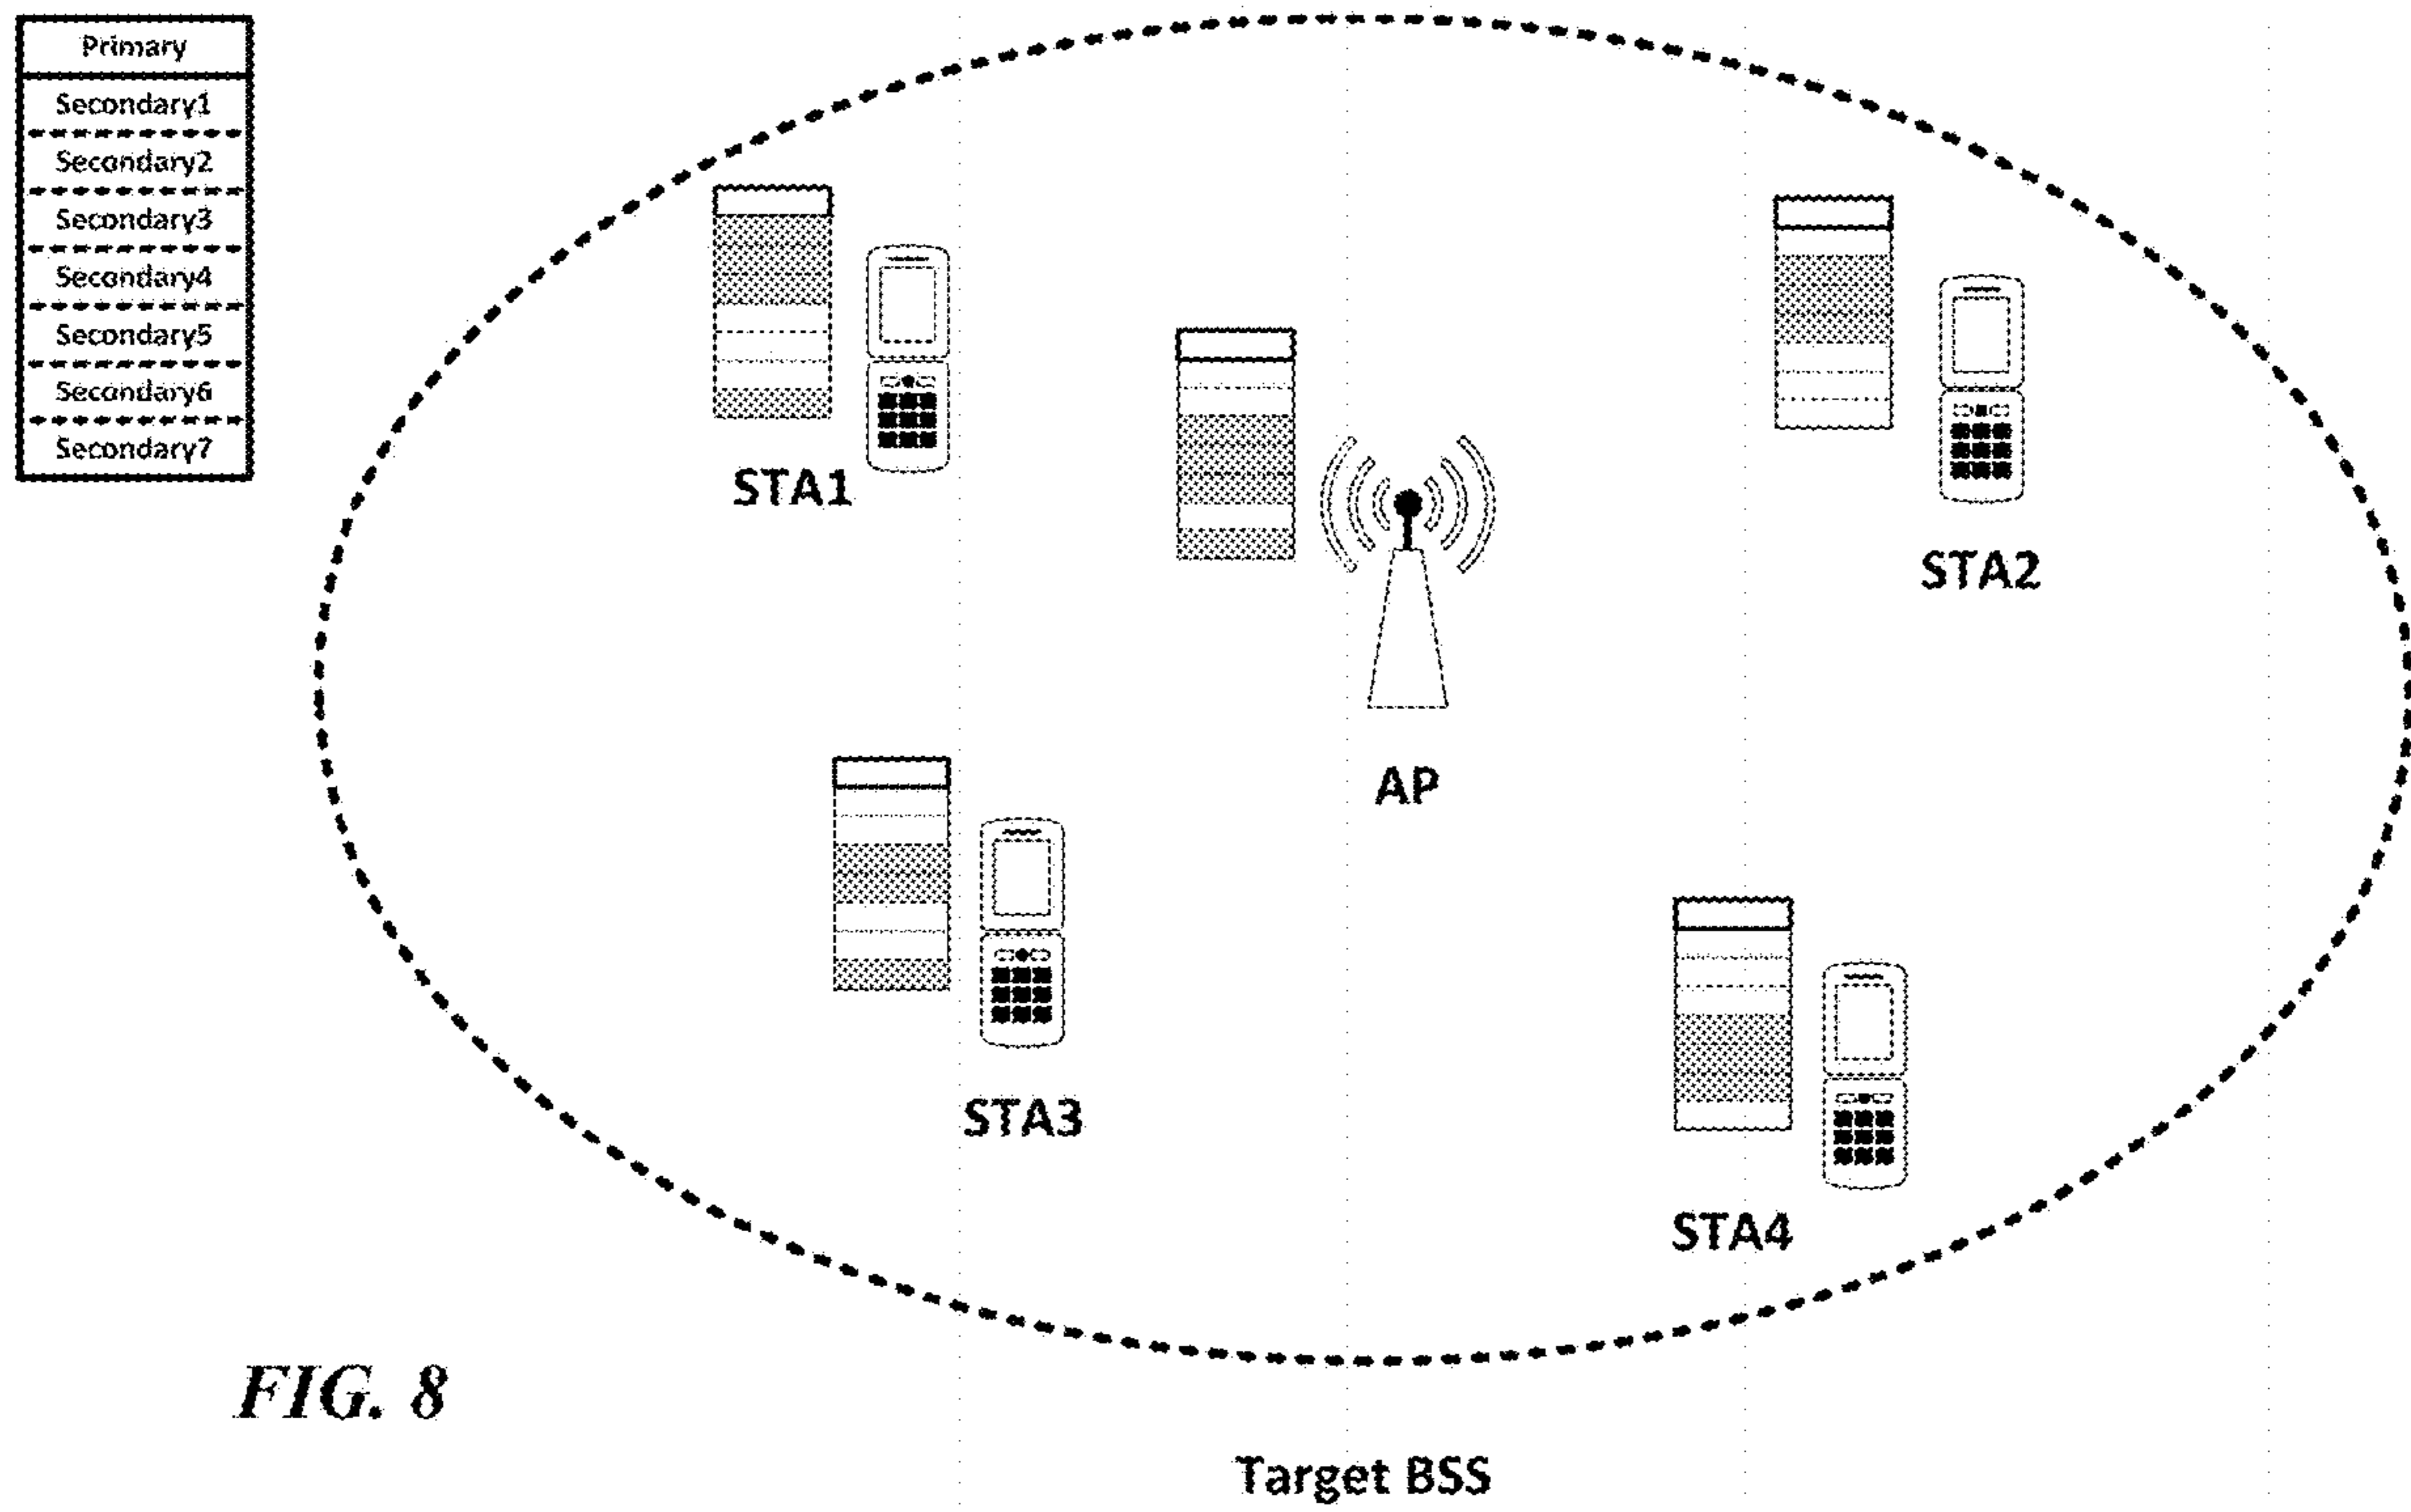 Primary
Secondary1
Secondary2
Secondary3
Secondary4
Secondary5
Secondary6
Secondary7
STA1
STA2
AP
STA3
STA4
FIG. 8
Target BSS